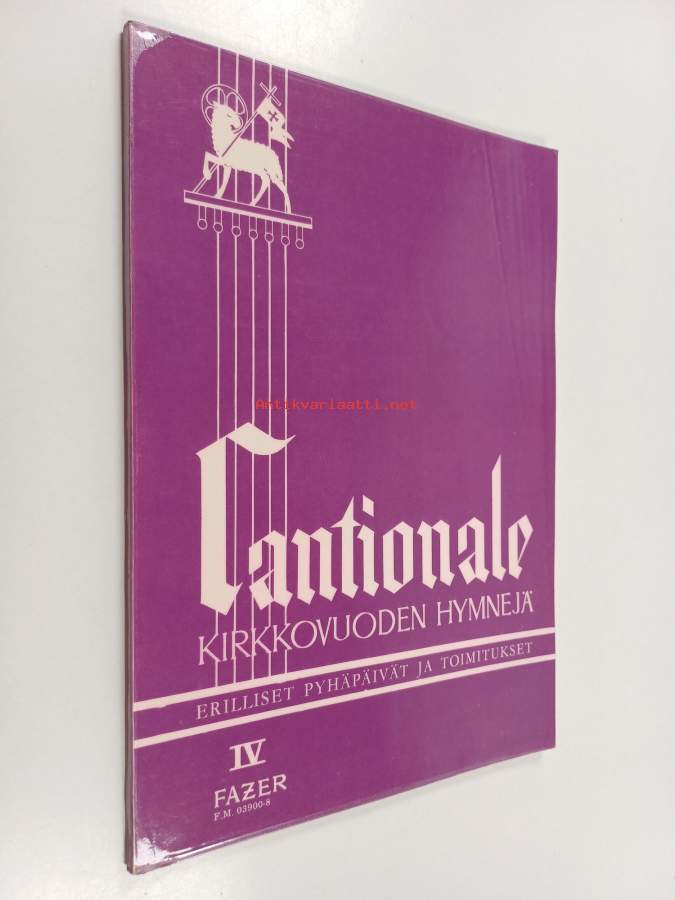 Antikvariaatti.net
Cantionale
KIRKKOVUODEN HYMNEJÄ
ERILLISET PYHÄPÄIVÄT JA TOIMITUKSET
IV
FAZER
F.M. 03900-8